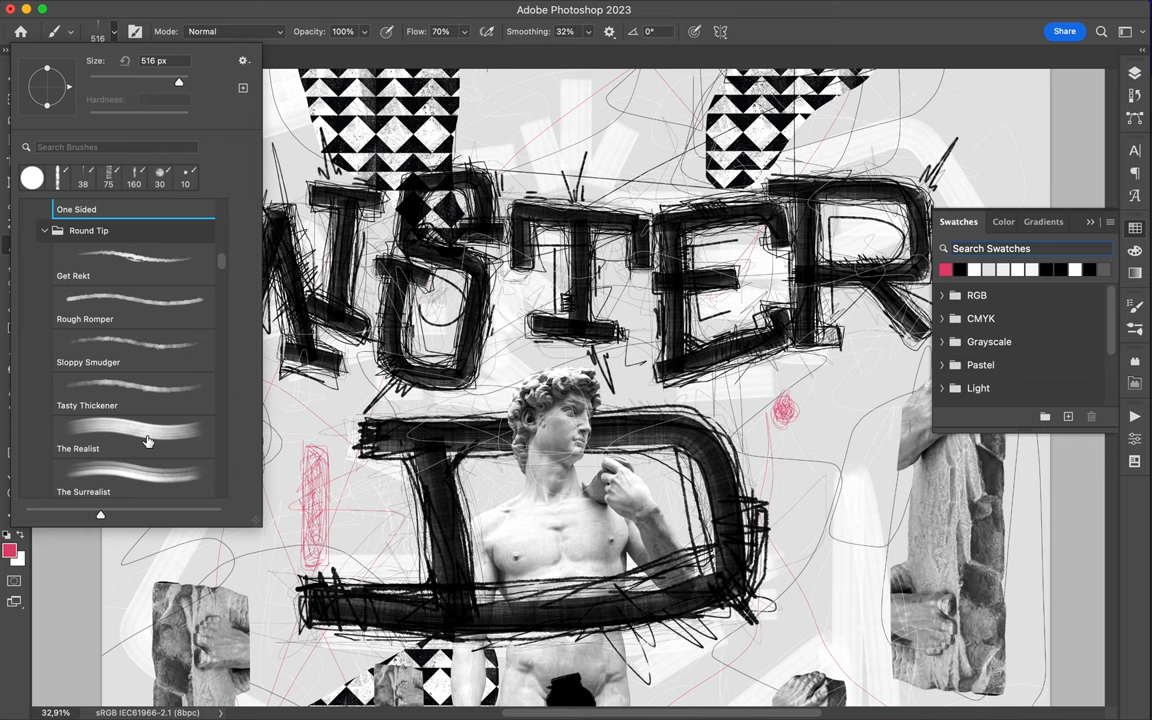 Adobe Photoshop 2023
516
Mode: Normal
Opacity: 100%
Flow: 70%
Smoothing: 32%
0°
Share
Size: 516 px
Hardness:
Search Brushes
38 75 160 30 10
One Sided
Round Tip
Get Rekt
Rough Romper
Sloppy Smudger
Tasty Thickener
The Realist
The Surrealist
NSTER
D
Swatches Color Gradients
Search Swatches
RGB
CMYK
Grayscale
Pastel
Light
32,91% sRGB IEC61966-2.1 (8bpc)